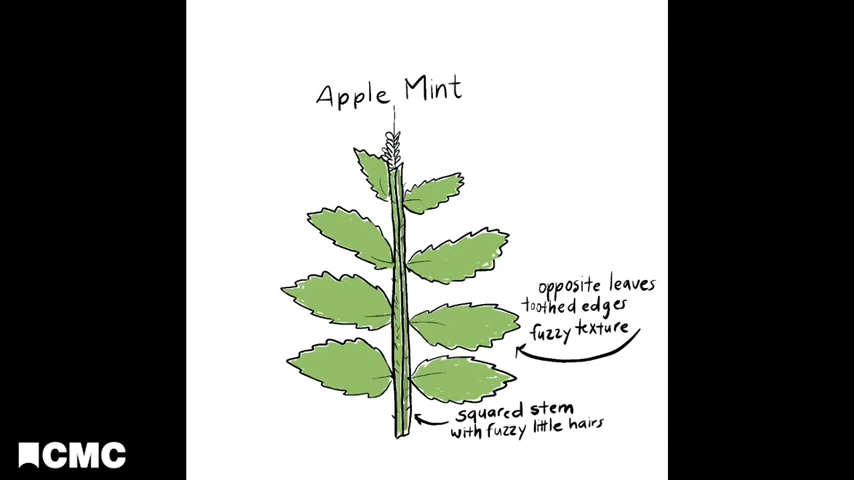 Apple Mint
opposite leaves
toothed edges
fuzzy texture
squared stem
with fuzzy little hairs
CMC